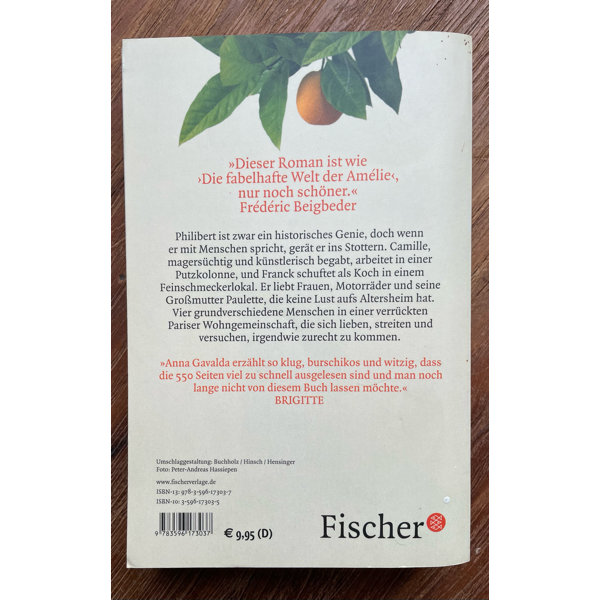 »Dieser Roman ist wie
›Die fabelhafte Welt der Amélie‹,
nur noch schöner.«
Frédéric Beigbeder
Philibert ist zwar ein historisches Genie, doch wenn
er mit Menschen spricht, gerät er ins Stottern. Camille,
magersüchtig und künstlerisch begabt, arbeitet in einer
Putzkolonne, und Franck schuftet als Koch in einem
Feinschmeckerlokal. Er liebt Frauen, Motorräder und seine
Großmutter Paulette, die keine Lust aufs Altersheim hat.
Vier grundverschiedene Menschen in einer verrückten
Pariser Wohngemeinschaft, die sich lieben, streiten und
versuchen, irgendwie zurecht zu kommen.
»Anna Gavalda erzählt so klug, burschikos und witzig, dass
die 550 Seiten viel zu schnell ausgelesen sind und man noch
lange nicht von diesem Buch lassen möchte.«
BRIGITTE
Umschlaggestaltung: Buchholz / Hinsch / Hensinger
Foto: Peter-Andreas Hassiepen
www.fischerverlage.de
ISBN-13: 978-3-596-17303-7
ISBN-10: 3-596-17303-5
9 783596 173037
€ 9,95 (D)
Fischer